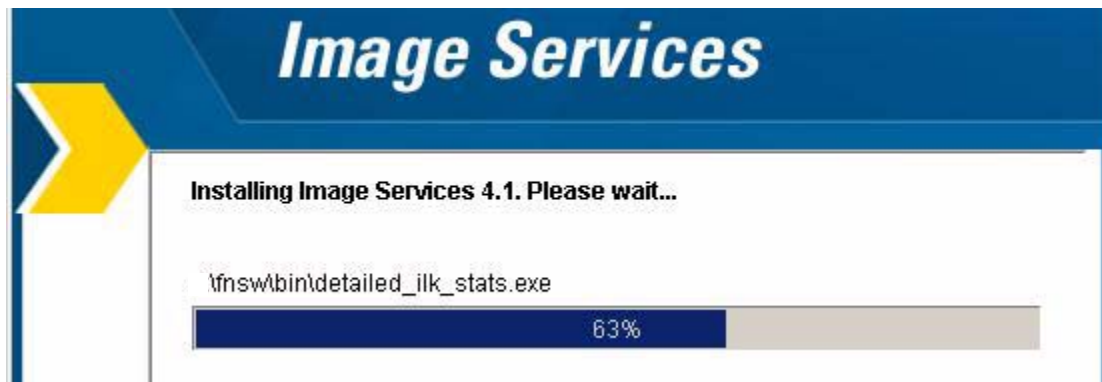 Image Services
Installing Image Services 4.1. Please wait...
\fnsw\bin\detailed_ilk_stats.exe
63%